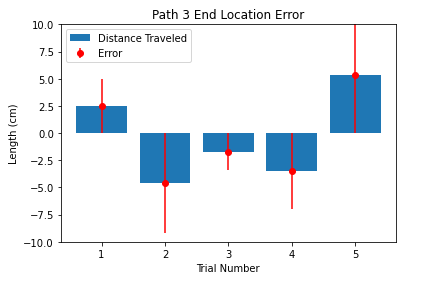 Path 3 End Location Error
Distance Traveled
Error
Length (cm)
10.0
7.5
5.0
2.5
0.0
−2.5
−5.0
−7.5
−10.0
1 2 3 4 5
Trial Number